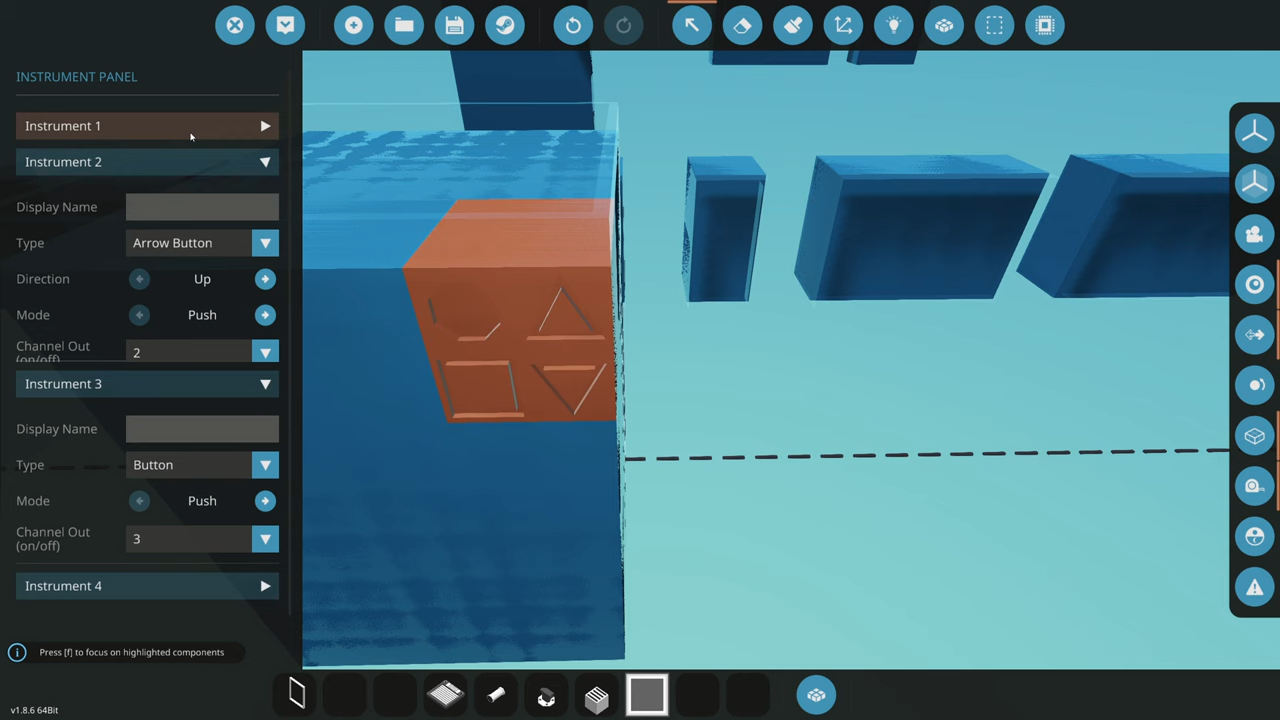 INSTRUMENT PANEL
Instrument 1
Instrument 2
Display Name
Type Arrow Button
Direction Up
Mode Push
Channel Out
(on/off) 2
Instrument 3
Display Name
Type Button
Mode Push
Channel Out
(on/off) 3
Instrument 4
Press [f] to focus on highlighted components
v1.8.6 64Bit